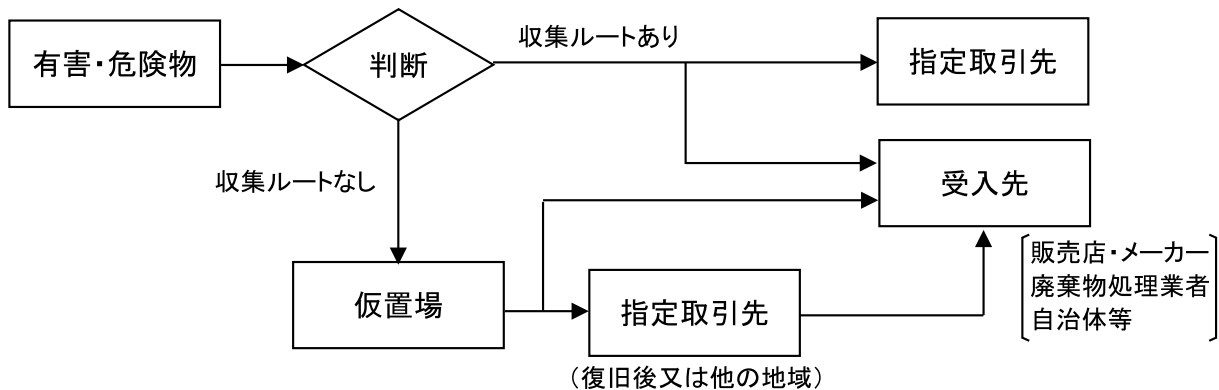 有害・危険物
判断
収集ルートあり
指定取引先
収集ルートなし
受入先
仮置場
指定取引先
(復旧後又は他の地域)
販売店・メーカー
廃棄物処理業者
自治体等